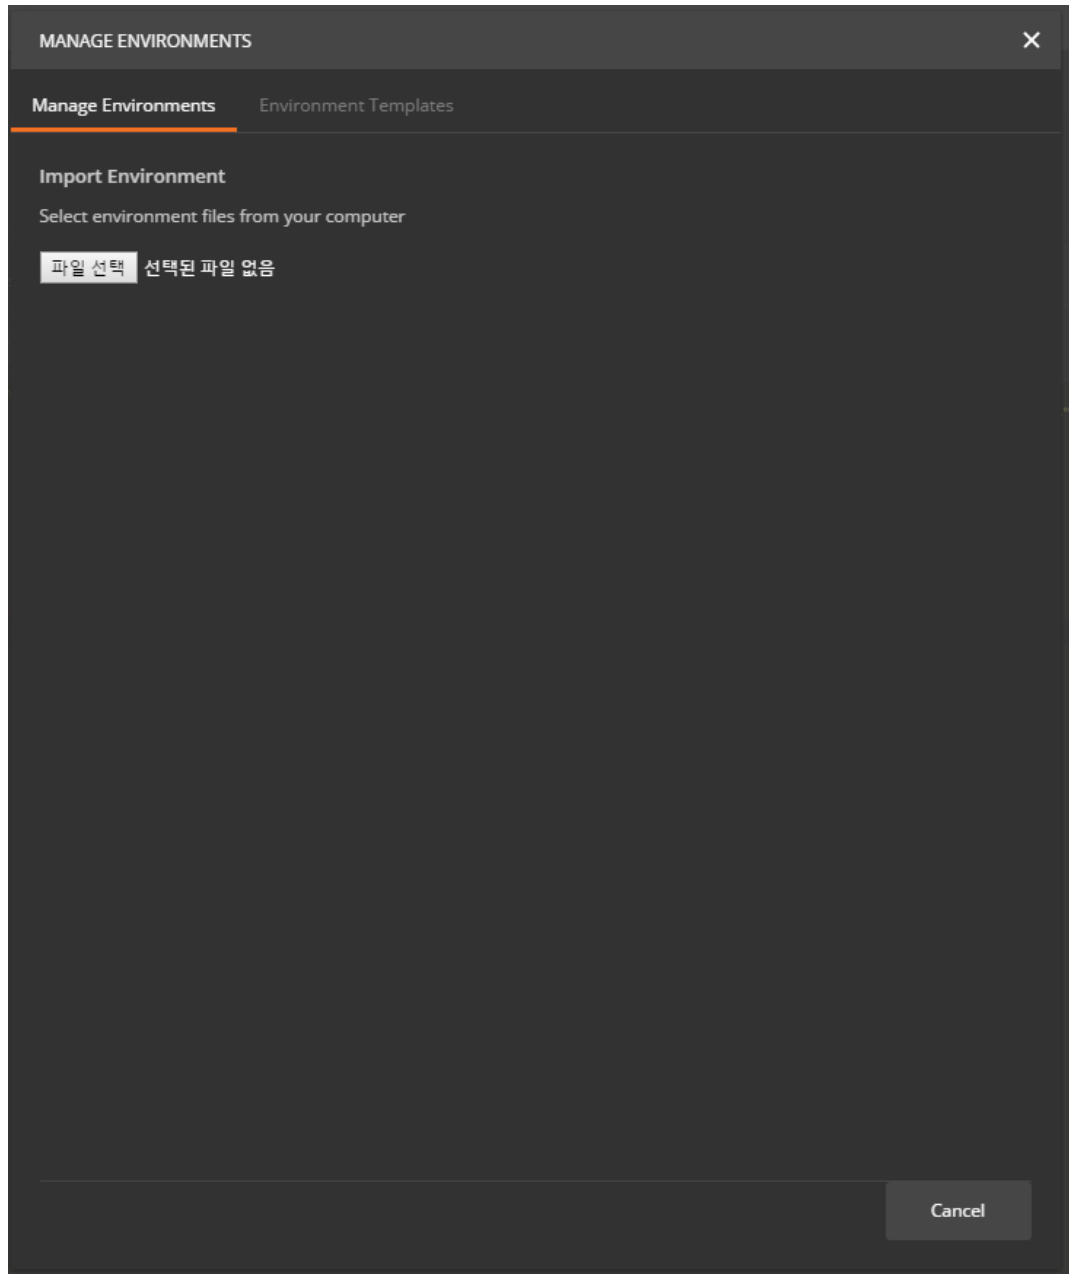 MANAGE ENVIRONMENTS
Manage Environments Environment Templates
Import Environment
Select environment files from your computer
파일 선택 선택된 파일 없음
Cancel